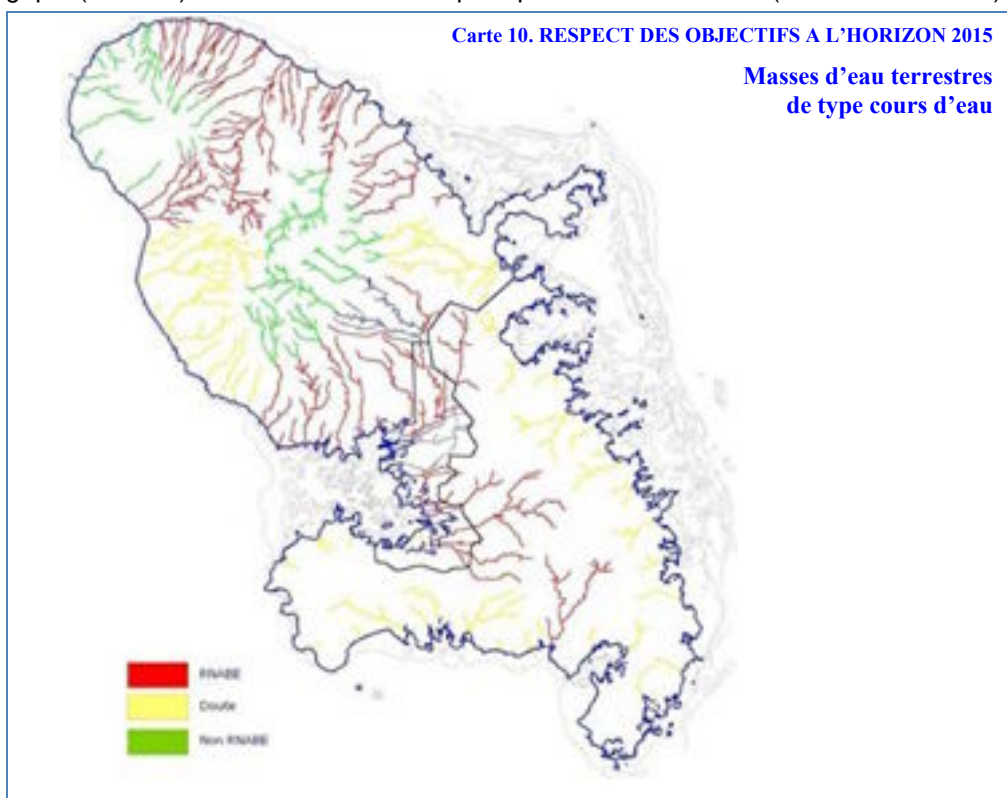 Carte 10. RESPECT DES OBJECTIFS A L’HORIZON 2015
Masses d’eau terrestres
de type cours d’eau
RNABE
Doute
Non RNABE